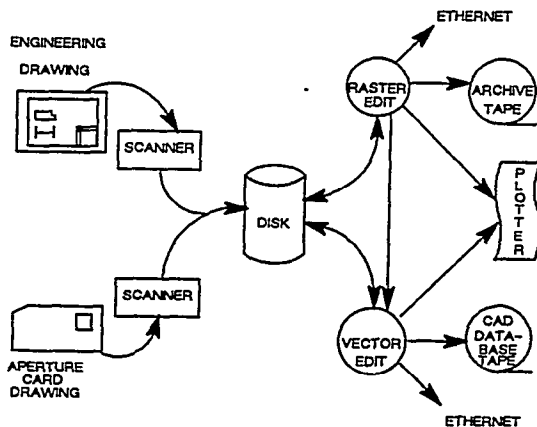 ENGINEERING
DRAWING
SCANNER
SCANNER
APERTURE
CARD
DRAWING
DISK
ETHERNET
RASTER
EDIT
ARCHIVE
TAPE
PLOTTER
VECTOR
EDIT
CAD
DATA-
BASE
TAPE
ETHERNET